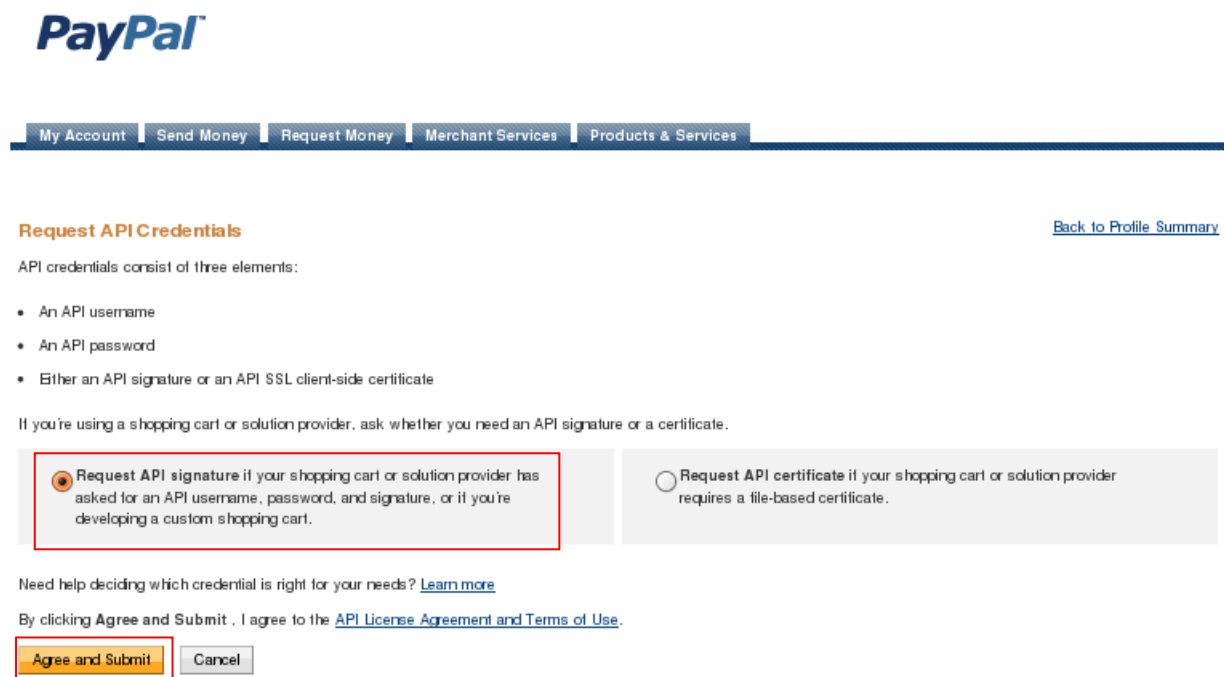 PayPal™
My Account Send Money Request Money Merchant Services Products & Services
Request API Credentials Back to Profile Summary
API credentials consist of three elements:
• An API username
• An API password
• Either an API signature or an API SSL client-side certificate
If you're using a shopping cart or solution provider, ask whether you need an API signature or a certificate.
Request API signature if your shopping cart or solution provider has
asked for an API username, password, and signature, or if you're
developing a custom shopping cart.
Request API certificate if your shopping cart or solution provider
requires a file-based certificate.
Need help deciding which credential is right for your needs? Learn more
By clicking Agree and Submit , I agree to the API License Agreement and Terms of Use.
Agree and Submit Cancel